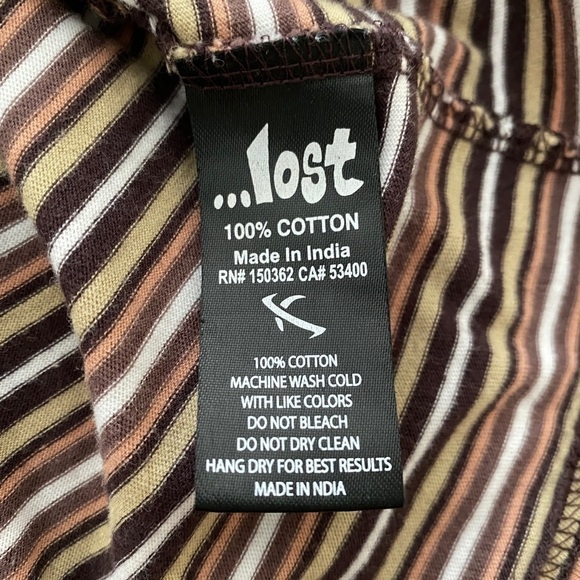 ...lost
100% COTTON
Made In India
RN# 150362 CA# 53400
100% COTTON
MACHINE WASH COLD
WITH LIKE COLORS
DO NOT BLEACH
DO NOT DRY CLEAN
HANG DRY FOR BEST RESULTS
MADE IN NDIA